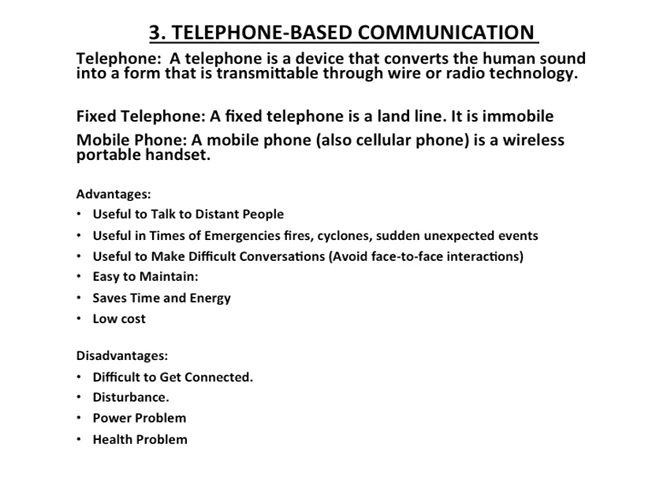 3. TELEPHONE-BASED COMMUNICATION
Telephone:  A telephone is a device that converts the human sound
into a form that is transmittable through wire or radio technology.
Fixed Telephone: A fixed telephone is a land line. It is immobile
Mobile Phone: A mobile phone (also cellular phone) is a wireless
portable handset.
Advantages:
• Useful to Talk to Distant People
• Useful in Times of Emergencies fires, cyclones, sudden unexpected events
• Useful to Make Difficult Conversations (Avoid face-to-face interactions)
• Easy to Maintain:
• Saves Time and Energy
• Low cost
Disadvantages:
• Difficult to Get Connected.
• Disturbance.
• Power Problem
• Health Problem